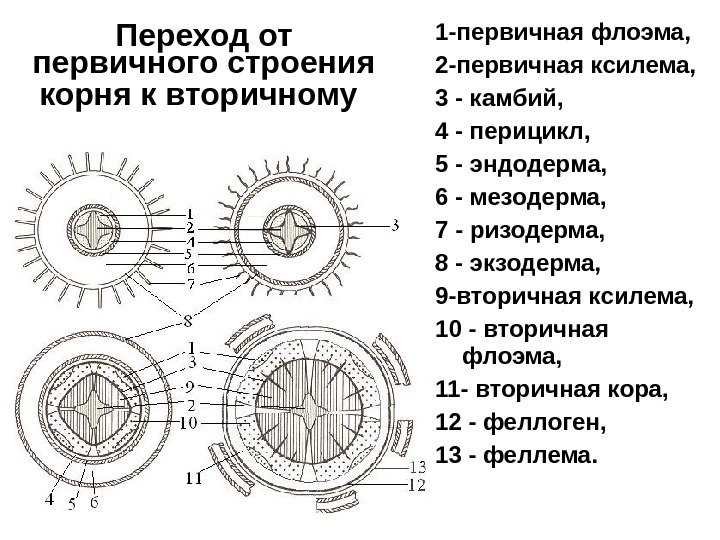 Переход от
первичного строения
корня к вторичному
1-первичная флоэма,
2-первичная ксилема,
3 - камбий,
4 - перицикл,
5 - эндодерма,
6 - мезодерма,
7 - ризодерма,
8 - экзодерма,
9-вторичная ксилема,
10 - вторичная
флоэма,
11- вторичная кора,
12 - феллоген,
13 - феллема.
1
2
4
5
6
7
3
8
1
3
9
2
10
11
13
12
4
5
6